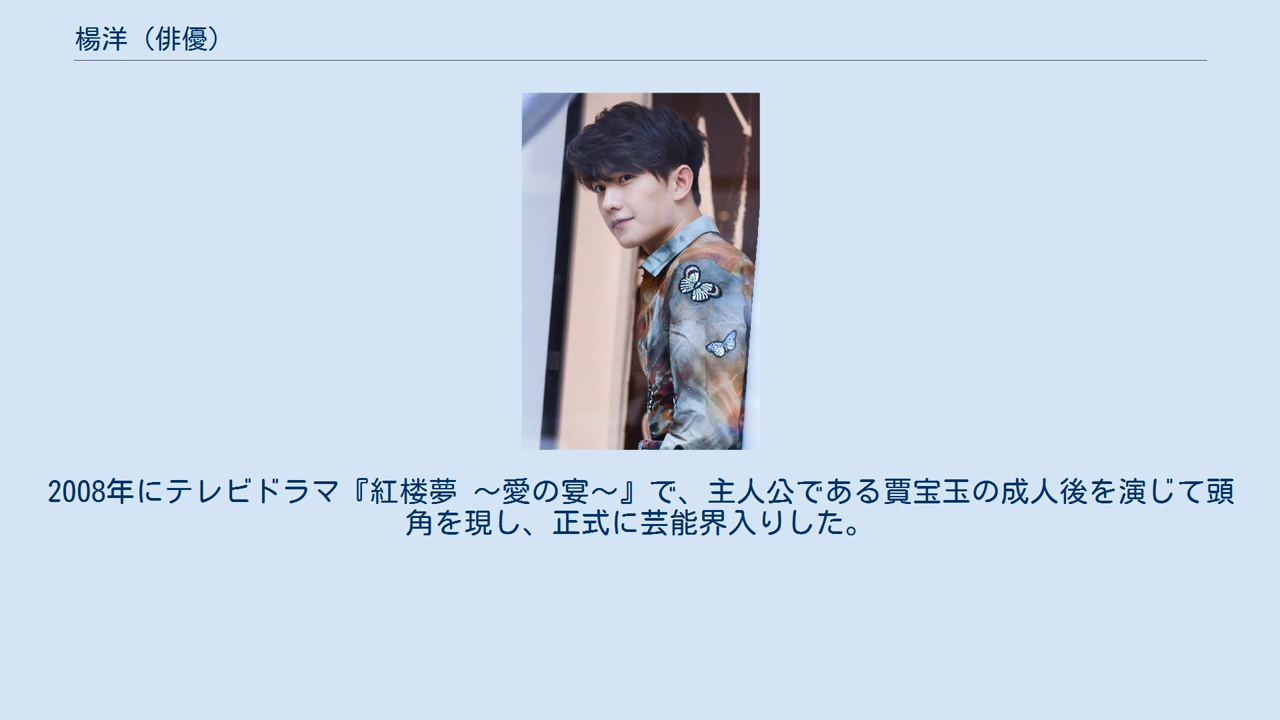 楊洋（俳優）
2008年にテレビドラマ『紅楼夢 ～愛の宴～』で、主人公である賈宝玉の成人後を演じて頭
角を現し、正式に芸能界入りした。